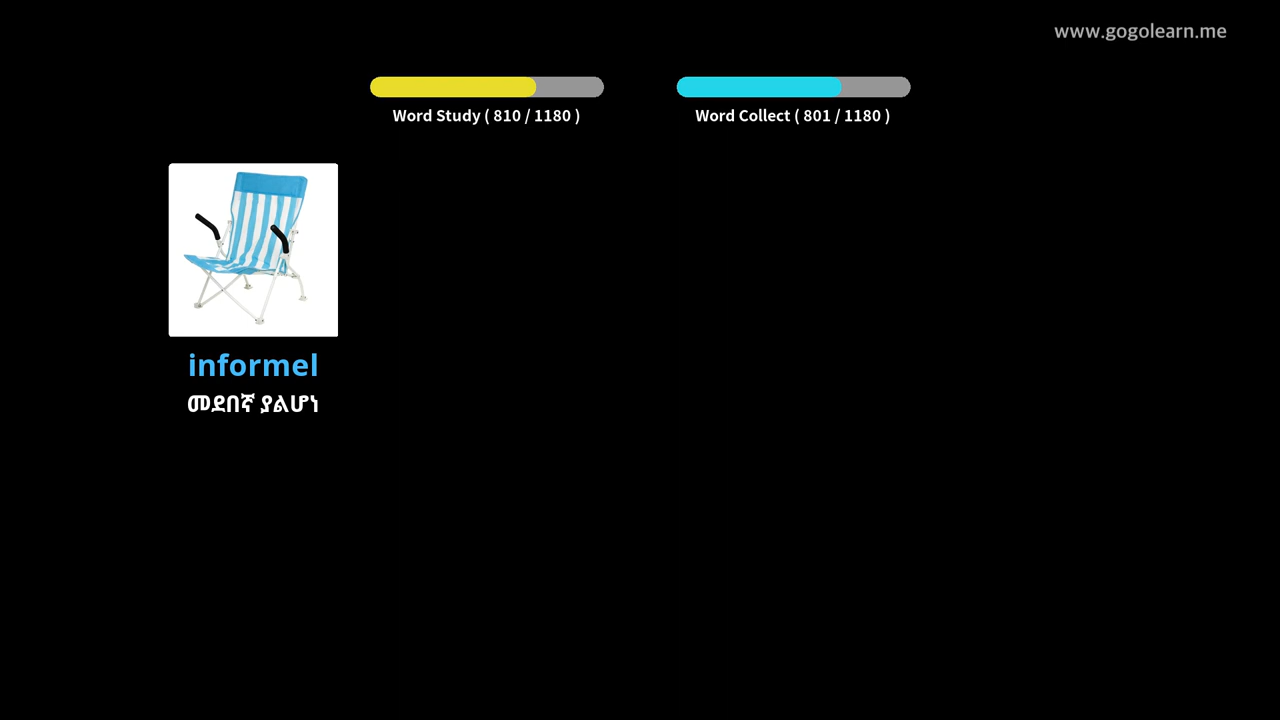 www.gogolearn.me
Word Study ( 810 / 1180 )
Word Collect ( 801 / 1180 )
informel
መደበኛ ያልሆነ